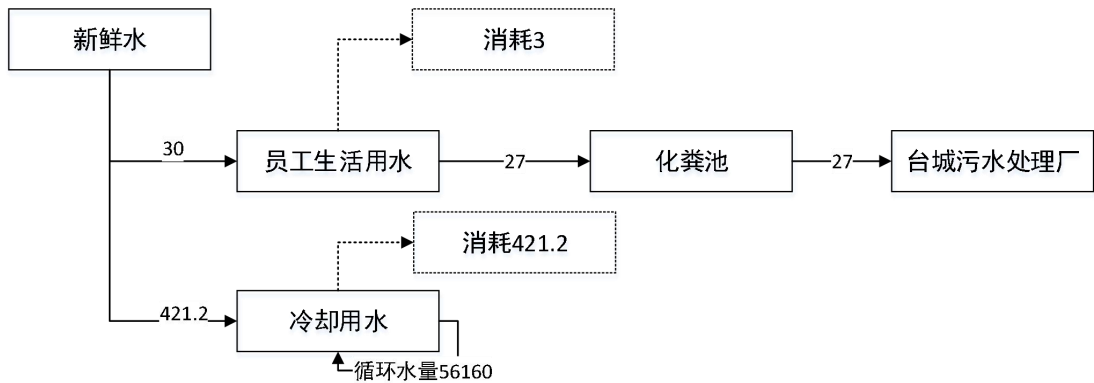 新鲜水
消耗3
30
员工生活用水
27
化粪池
27
台城污水处理厂
消耗421.2
421.2
冷却用水
循环水量56160